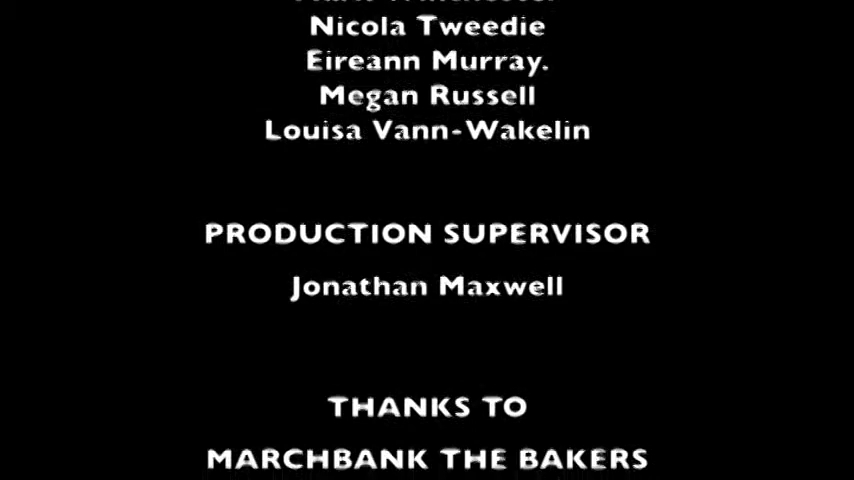 Nicola Tweedie
Eireann Murray.
Megan Russell
Louisa Vann-Wakelin
PRODUCTION SUPERVISOR
Jonathan Maxwell
THANKS TO
MARCHBANK THE BAKERS